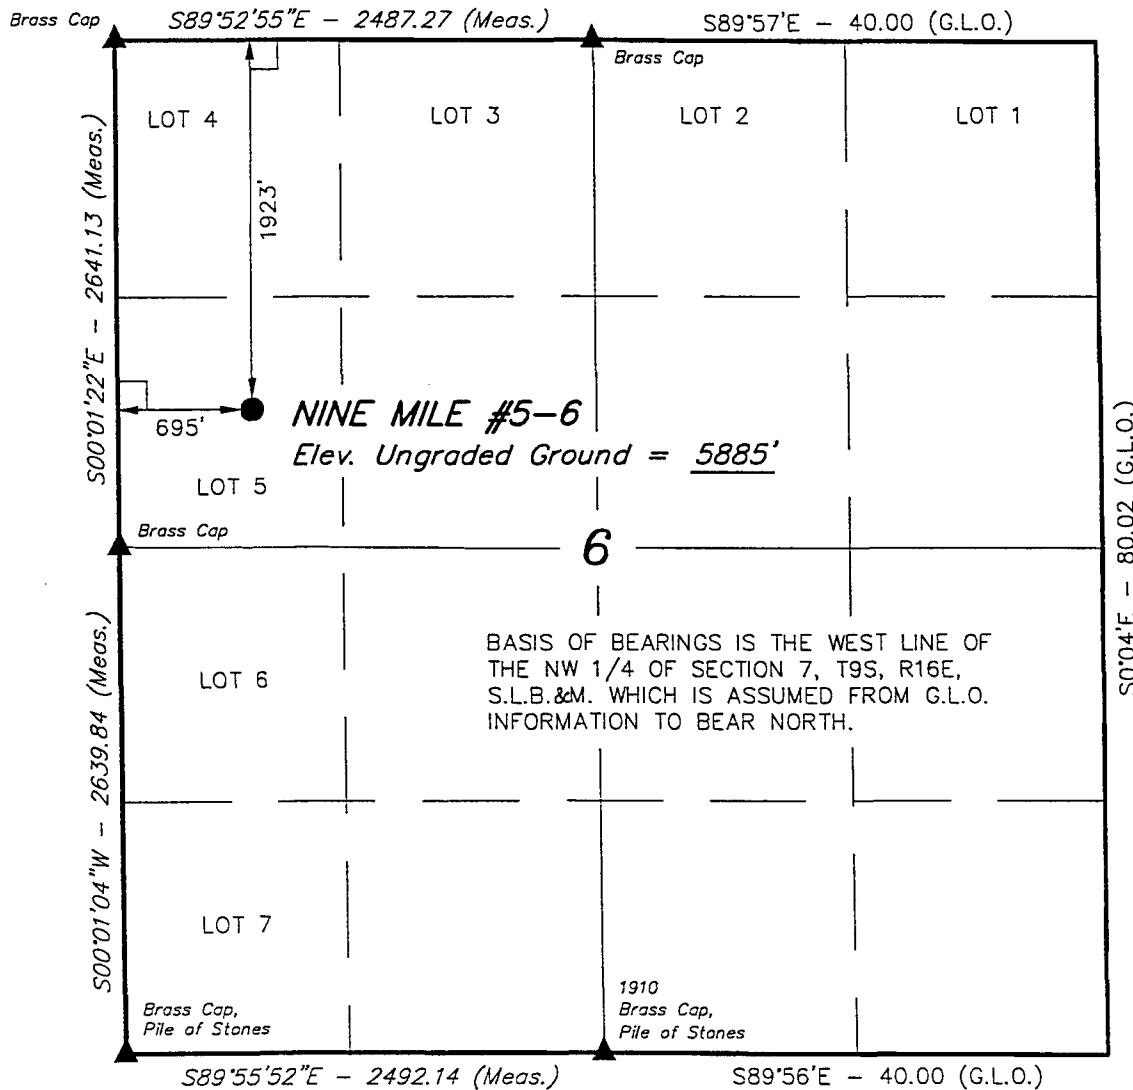 Brass Cap
S89°52'55"E - 2487.27 (Meas.)
S89°57'E - 40.00 (G.L.O.)
Brass Cap
LOT 4
LOT 3
LOT 2
LOT 1
S00°01'22"E - 2641.13 (Meas.)
1923'
695'
NINE MILE #5-6
Elev. Ungraded Ground = 5885'
LOT 5
Brass Cap
6
S0°04'E - 80.02 (G.L.O.)
BASIS OF BEARINGS IS THE WEST LINE OF
THE NW 1/4 OF SECTION 7, T9S, R16E,
S.L.B.&M. WHICH IS ASSUMED FROM G.L.O.
INFORMATION TO BEAR NORTH.
LOT 6
S00°01'04"W - 2639.84 (Meas.)
LOT 7
Brass Cap,
Pile of Stones
1910
Brass Cap,
Pile of Stones
S89°55'52"E - 2492.14 (Meas.)
S89°56'E - 40.00 (G.L.O.)